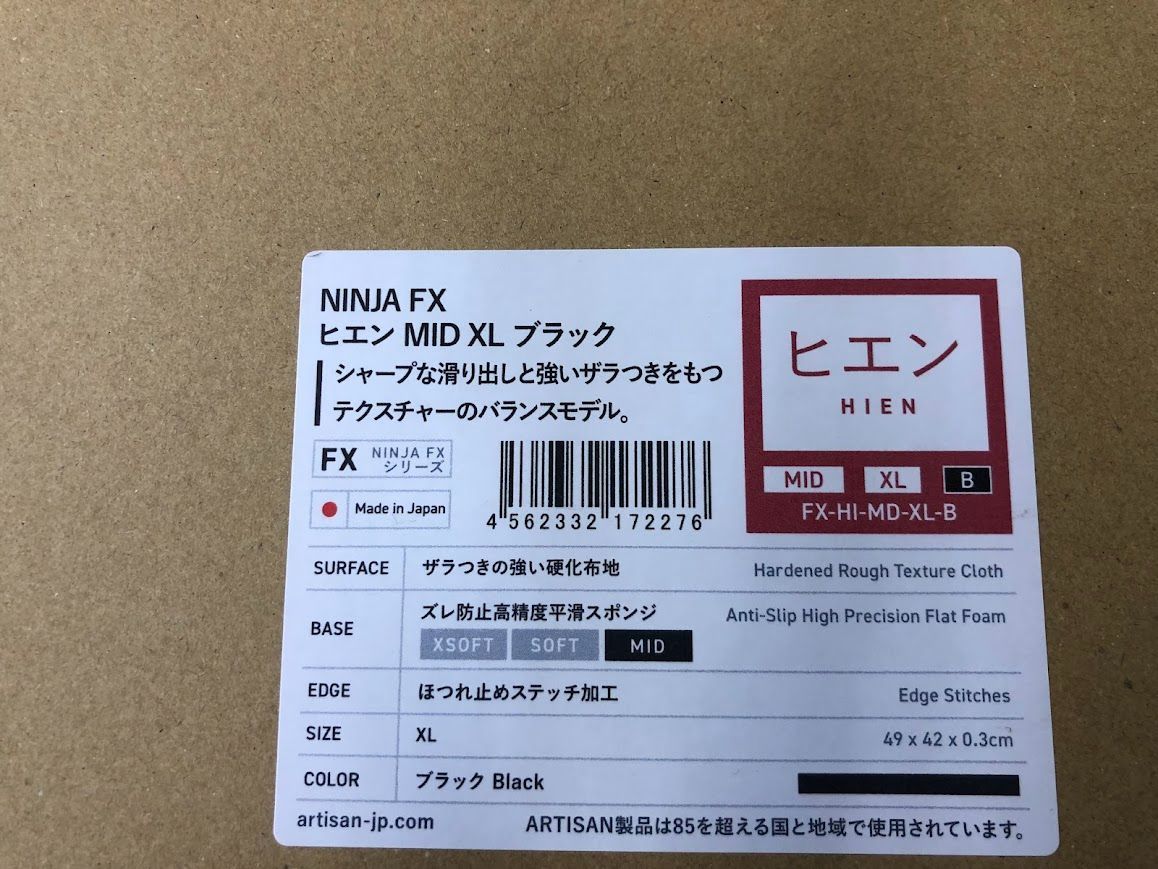 NINJA FX
ヒエン MID XL ブラック
シャープな滑り出しと強いザラつきをもつ
テクスチャーのバランスモデル。
FX NINJA FX
シリーズ
Made in Japan
4 562332 172276
ヒエン
HIEN
MID XL B
FX-HI-MD-XL-B
SURFACE ザラつきの強い硬化布地 Hardened Rough Texture Cloth
BASE ズレ防止高精度平滑スポンジ Anti-Slip High Precision Flat Foam
XSOFT SOFT MID
EDGE ほつれ止めステッチ加工 Edge Stitches
SIZE XL 49 x 42 x 0.3cm
COLOR ブラック Black
artisan-jp.com ARTISAN製品は85を超える国と地域で使用されています。